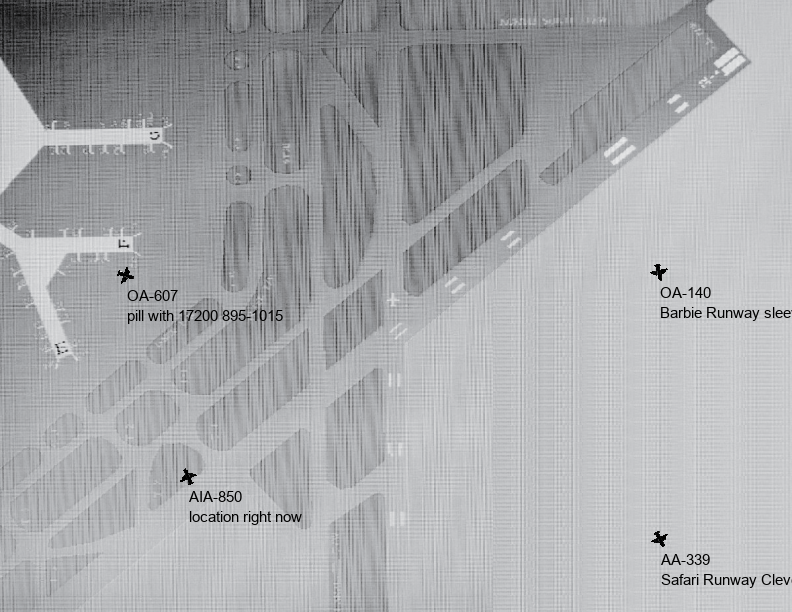 G
F
OA-607
pill with 17200 895-1015
OA-140
Barbie Runway slee
E
AIA-850
location right now
AA-339
Safari Runway Clev